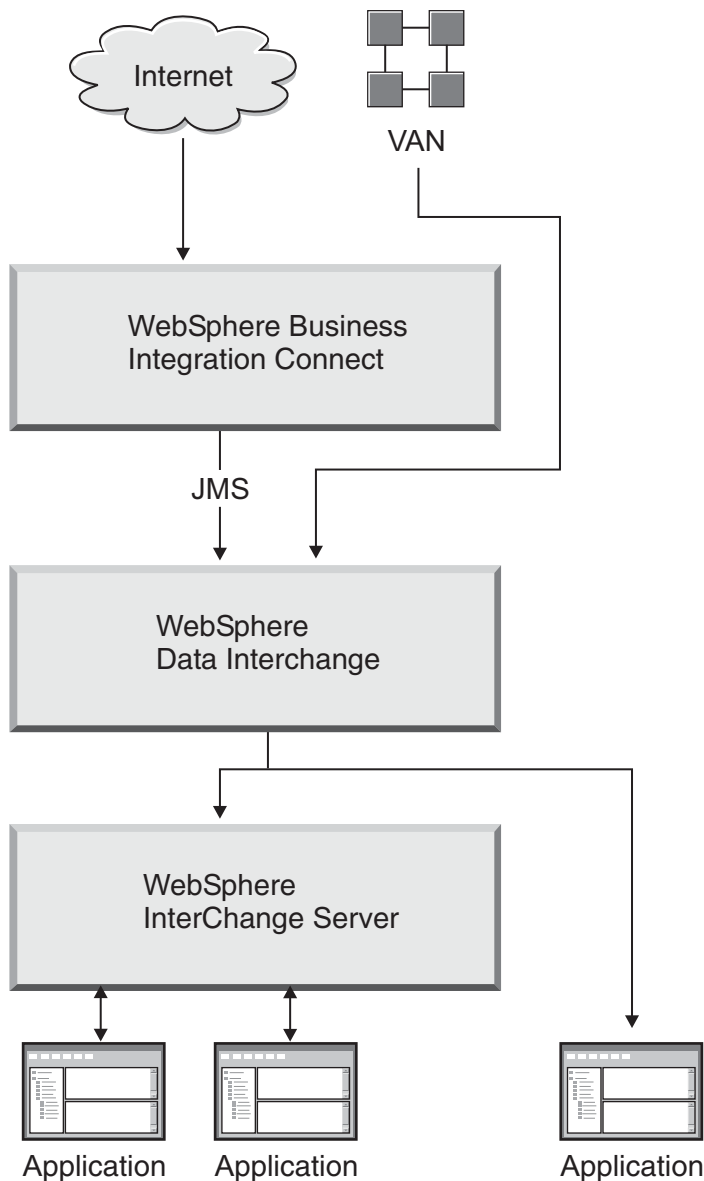 Internet
VAN
WebSphere Business
Integration Connect
JMS
WebSphere
Data Interchange
WebSphere
InterChange Server
Application
Application
Application